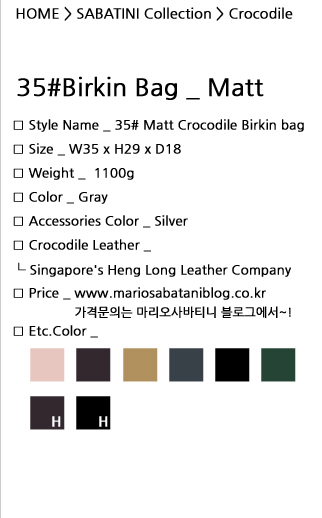 HOME > SABATINI Collection > Crocodile
35#Birkin Bag _ Matt
□ Style Name _ 35# Matt Crocodile Birkin bag
□ Size _ W35 x H29 x D18
□ Weight _ 1100g
□ Color _ Gray
□ Accessories Color _ Silver
□ Crocodile Leather _
└ Singapore's Heng Long Leather Company
□ Price _ www.mariosabataniblog.co.kr
가격문의는 마리오사바티니 블로그에서~!
□ Etc.Color _
H H